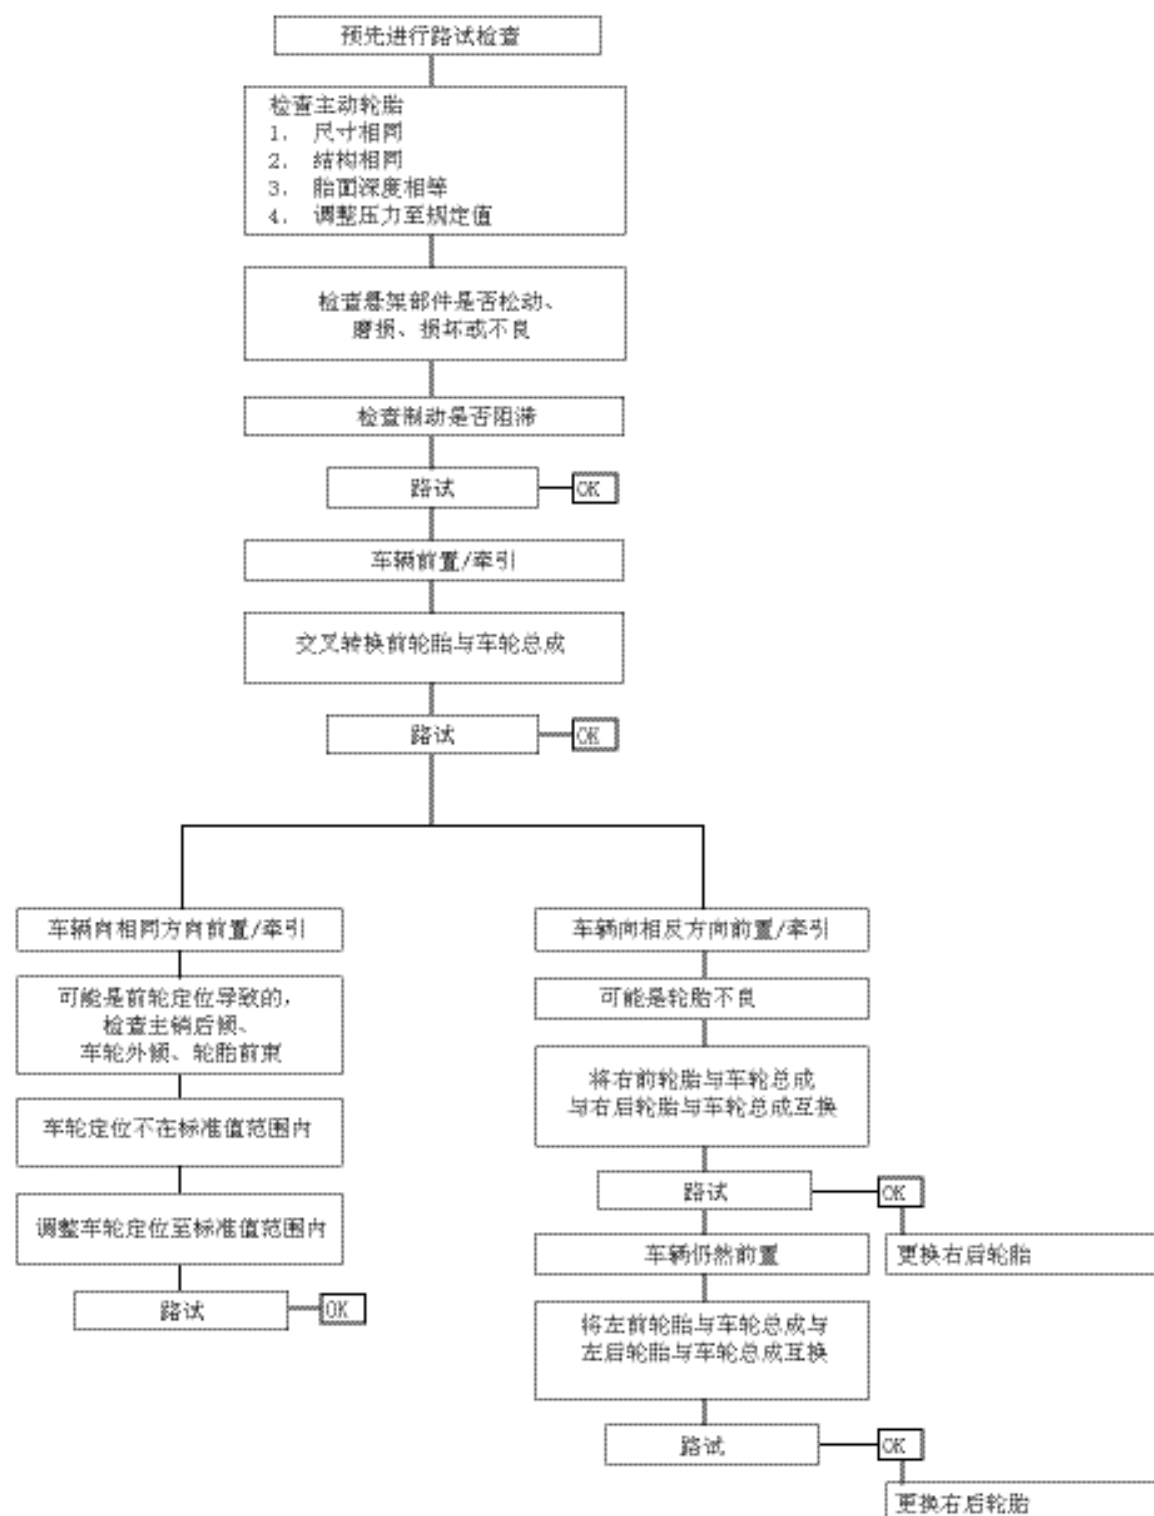 预先进行路试检查
检查主动轮胎
1. 尺寸相同
2. 结构相同
3. 胎面深度相等
4. 调整压力至规定值
检查悬架部件是否松动、
磨损、损坏或不良
检查制动是否阻滞
路试
OK
车辆前置/牵引
交叉转换前轮胎与车轮总成
路试
OK
车辆向相同方向前置/牵引
可能是前轮定位导致的，
检查主销后倾、
车轮外倾、轮胎前束
车轮定位不在标准值范围内
调整车轮定位至标准值范围内
路试
OK
车辆向相反方向前置/牵引
可能是轮胎不良
将右前轮胎与车轮总成
与右后轮胎与车轮总成互换
路试
OK
更换右后轮胎
车辆仍然前置
将左前轮胎与车轮总成与
左后轮胎与车轮总成互换
路试
OK
更换右后轮胎